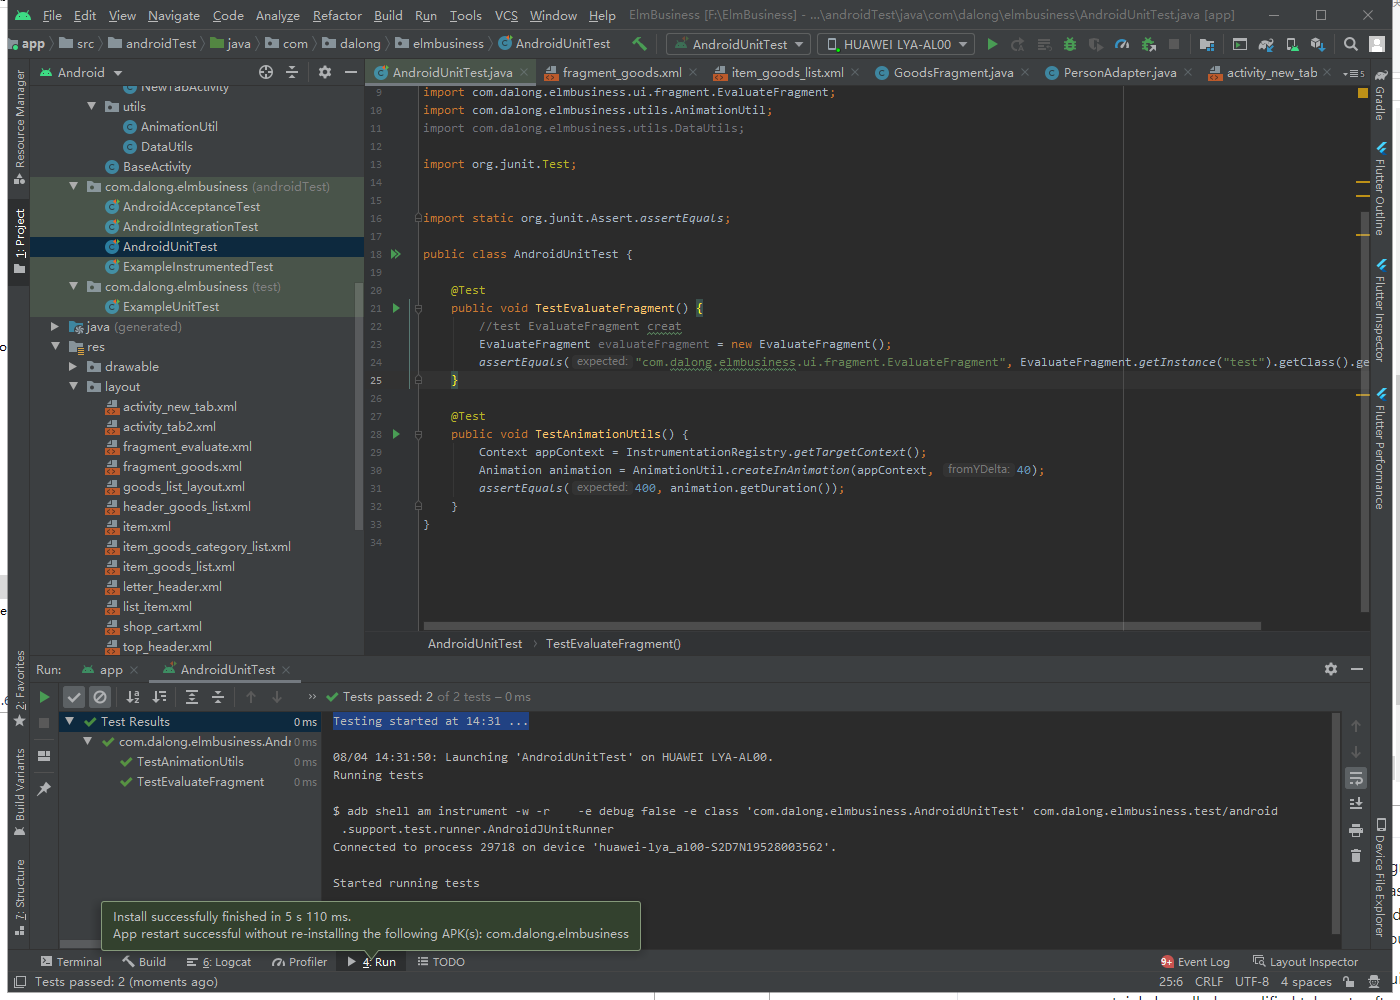 File Edit View Navigate Code Analyze Refactor Build Run Tools VCS Window Help ElmBusiness [F:\ElmBusiness] - ...\androidTest\java\com\dalong\elmbusiness\AndroidUnitTest.java [app]
app src androidTest java com dalong elmbusiness AndroidUnitTest AndroidUnitTest HUAWEI LYA-AL00
Android
AndroidUnitTest.java fragment_goods.xml item_goods_list.xml GoodsFragment.java PersonAdapter.java activity_new_tab
Resource Manager
1: Project
2: Favorites
Build Variants
7: Structure
NewTabActivity
utils
AnimationUtil
DataUtils
BaseActivity
com.dalong.elmbusiness (androidTest)
AndroidAcceptanceTest
AndroidIntegrationTest
AndroidUnitTest
ExampleInstrumentedTest
com.dalong.elmbusiness (test)
ExampleUnitTest
java (generated)
res
drawable
layout
activity_new_tab.xml
activity_tab2.xml
fragment_evaluate.xml
fragment_goods.xml
goods_list_layout.xml
header_goods_list.xml
item.xml
item_goods_category_list.xml
item_goods_list.xml
letter_header.xml
list_item.xml
shop_cart.xml
top_header.xml
9 import com.dalong.elmbusiness.ui.fragment.EvaluateFragment;
10 import com.dalong.elmbusiness.utils.AnimationUtil;
11 import com.dalong.elmbusiness.utils.DataUtils;
12
13 import org.junit.Test;
14
15
16 import static org.junit.Assert.assertEquals;
17
18 public class AndroidUnitTest {
19
20 @Test
21 public void TestEvaluateFragment() {
22 //test EvaluateFragment creat
23 EvaluateFragment evaluateFragment = new EvaluateFragment();
24 assertEquals( expected: "com.dalong.elmbusiness.ui.fragment.EvaluateFragment", EvaluateFragment.getInstance("test").getClass().ge
25 }
26
27 @Test
28 public void TestAnimationUtils() {
29 Context appContext = InstrumentationRegistry.getTargetContext();
30 Animation animation = AnimationUtil.createInAnimation(appContext, fromYDelta: 40);
31 assertEquals( expected: 400, animation.getDuration());
32 }
33 }
34
AndroidUnitTest › TestEvaluateFragment()
Gradle
Flutter Outline
Flutter Inspector
Flutter Performance
Device File Explorer
Run: app AndroidUnitTest
» Tests passed: 2 of 2 tests – 0 ms
Test Results 0 ms
com.dalong.elmbusiness.Andr 0 ms
TestAnimationUtils 0 ms
TestEvaluateFragment 0 ms
Testing started at 14:31 ...
08/04 14:31:50: Launching 'AndroidUnitTest' on HUAWEI LYA-AL00.
Running tests
$ adb shell am instrument -w -r -e debug false -e class 'com.dalong.elmbusiness.AndroidUnitTest' com.dalong.elmbusiness.test/android
.support.test.runner.AndroidJUnitRunner
Connected to process 29718 on device 'huawei-lya_al00-S2D7N19528003562'.
Started running tests
Install successfully finished in 5 s 110 ms.
App restart successful without re-installing the following APK(s): com.dalong.elmbusiness
Terminal Build 6: Logcat Profiler 4: Run TODO 9+ Event Log Layout Inspector
Tests passed: 2 (moments ago) 25:6 CRLF UTF-8 4 spaces